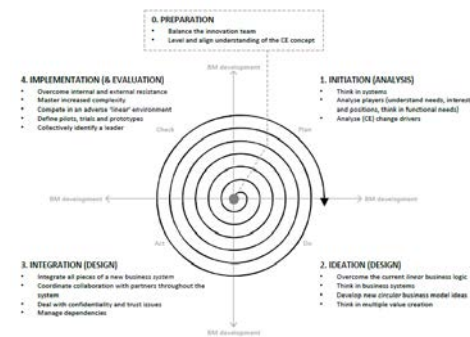 0. PREPARATION
• Balance the innovation team
• Level and align understanding of the CE concept
BM development
4. IMPLEMENTATION (& EVALUATION)
• Overcome internal and external resistance
• Master increased complexity
• Compete in an adverse 'linear' environment
• Define pilots, trials and prototypes
• Collectively identify a leader
1. INITIATION (ANALYSIS)
• Think in systems
• Analyse players (understand needs, interest
and positions, think in functional needs)
• Analyse (CE) change drivers
Check
Plan
BM development
BM development
Act
Do
3. INTEGRATION (DESIGN)
• Integrate all pieces of a new business system
• Coordinate collaboration with partners throughout the
system
• Deal with confidentiality and trust issues
• Manage dependencies
2. IDEATION (DESIGN)
• Overcome the current linear business logic
• Think in business systems
• Develop new circular business model ideas
• Think in multiple value creation
BM development